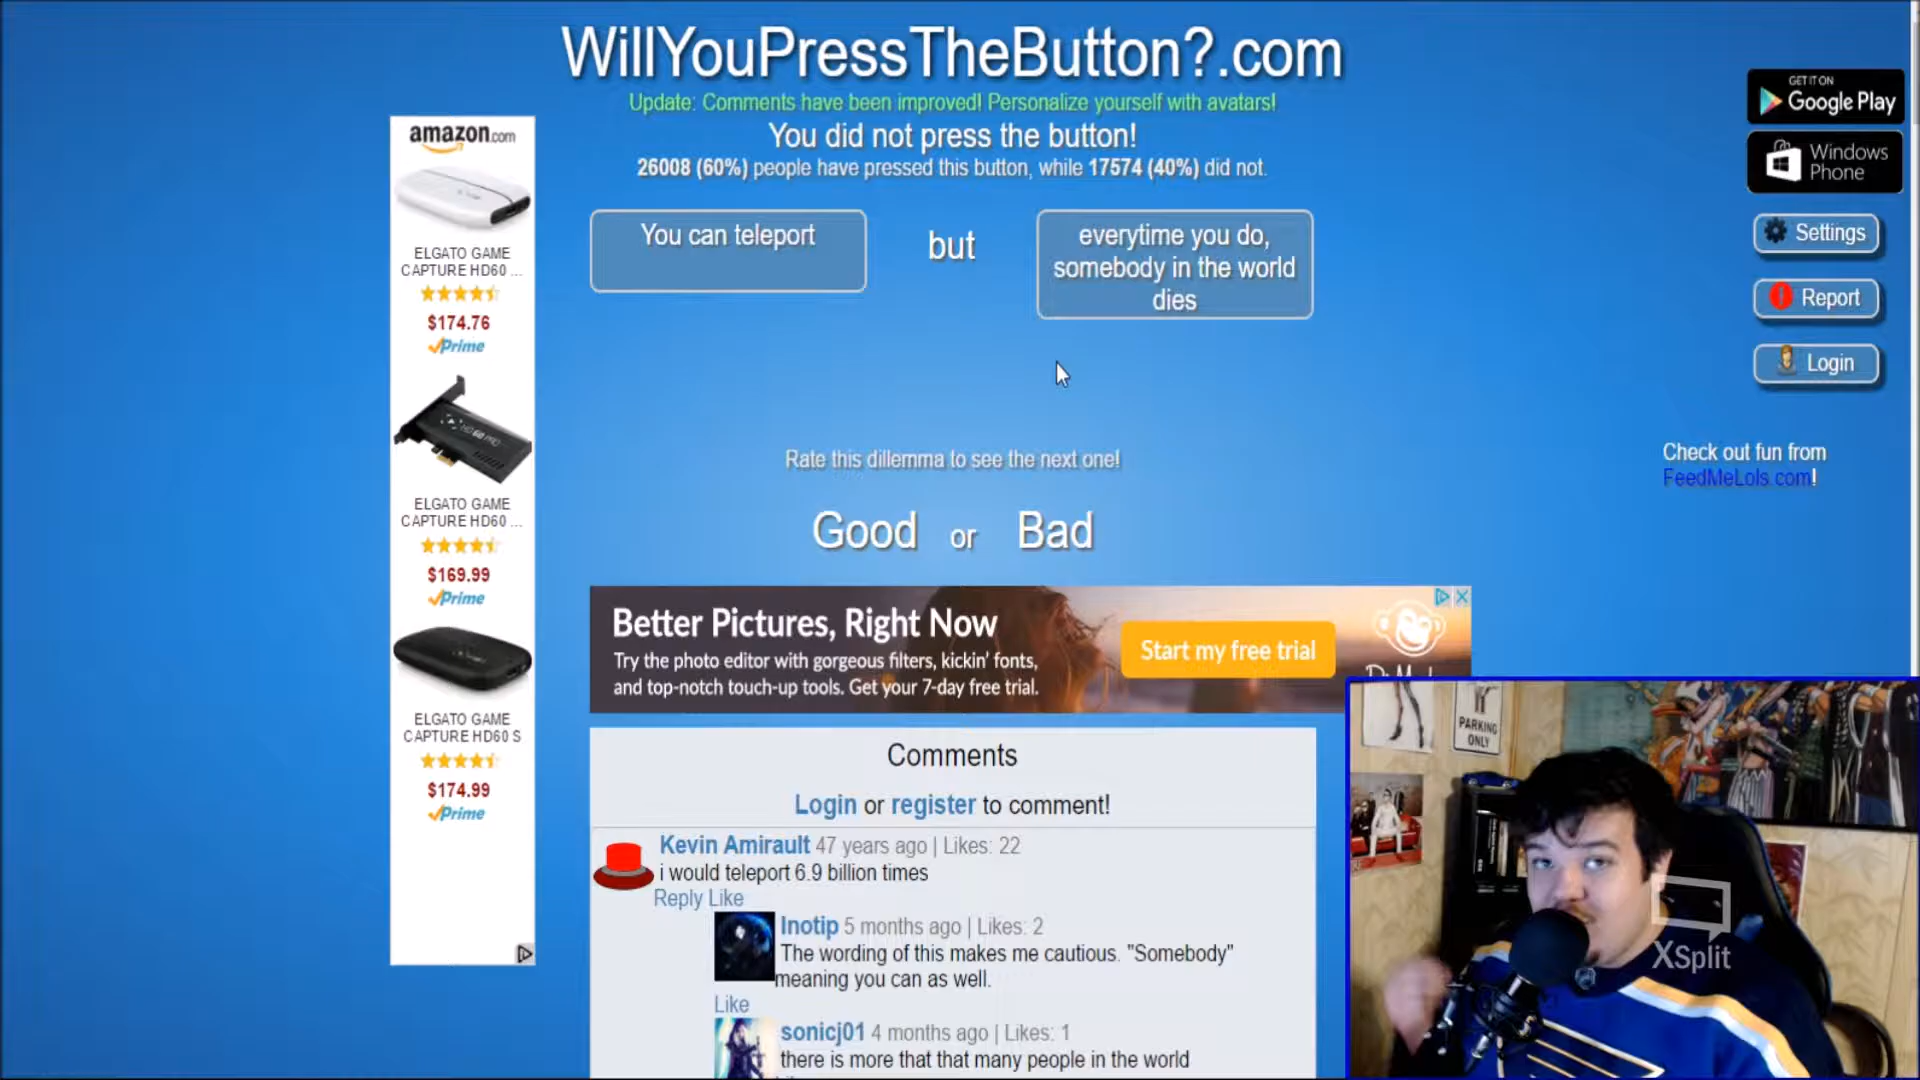 WillYouPressTheButton?.com
Update: Comments have been improved! Personalize yourself with avatars!
You did not press the button!
26008 (60%) people have pressed this button, while 17574 (40%) did not.
You can teleport
but
everytime you do,
somebody in the world
dies
Rate this dillemma to see the next one!
Good or Bad
amazon.com
ELGATO GAME
CAPTURE HD60 ...
$174.76
Prime
ELGATO GAME
CAPTURE HD60 ...
$169.99
Prime
ELGATO GAME
CAPTURE HD60 S
$174.99
Prime
GET IT ON
Google Play
Windows
Phone
Settings
Report
Login
Check out fun from
FeedMeLols.com!
Better Pictures, Right Now
Try the photo editor with gorgeous filters, kickin' fonts,
and top-notch touch-up tools. Get your 7-day free trial.
Start my free trial
Comments
Login or register to comment!
Kevin Amirault 47 years ago | Likes: 22
i would teleport 6.9 billion times
Reply Like
Inotip 5 months ago | Likes: 2
The wording of this makes me cautious. "Somebody"
meaning you can as well.
Like
sonicj01 4 months ago | Likes: 1
there is more that that many people in the world
PARKING
ONLY
XSplit